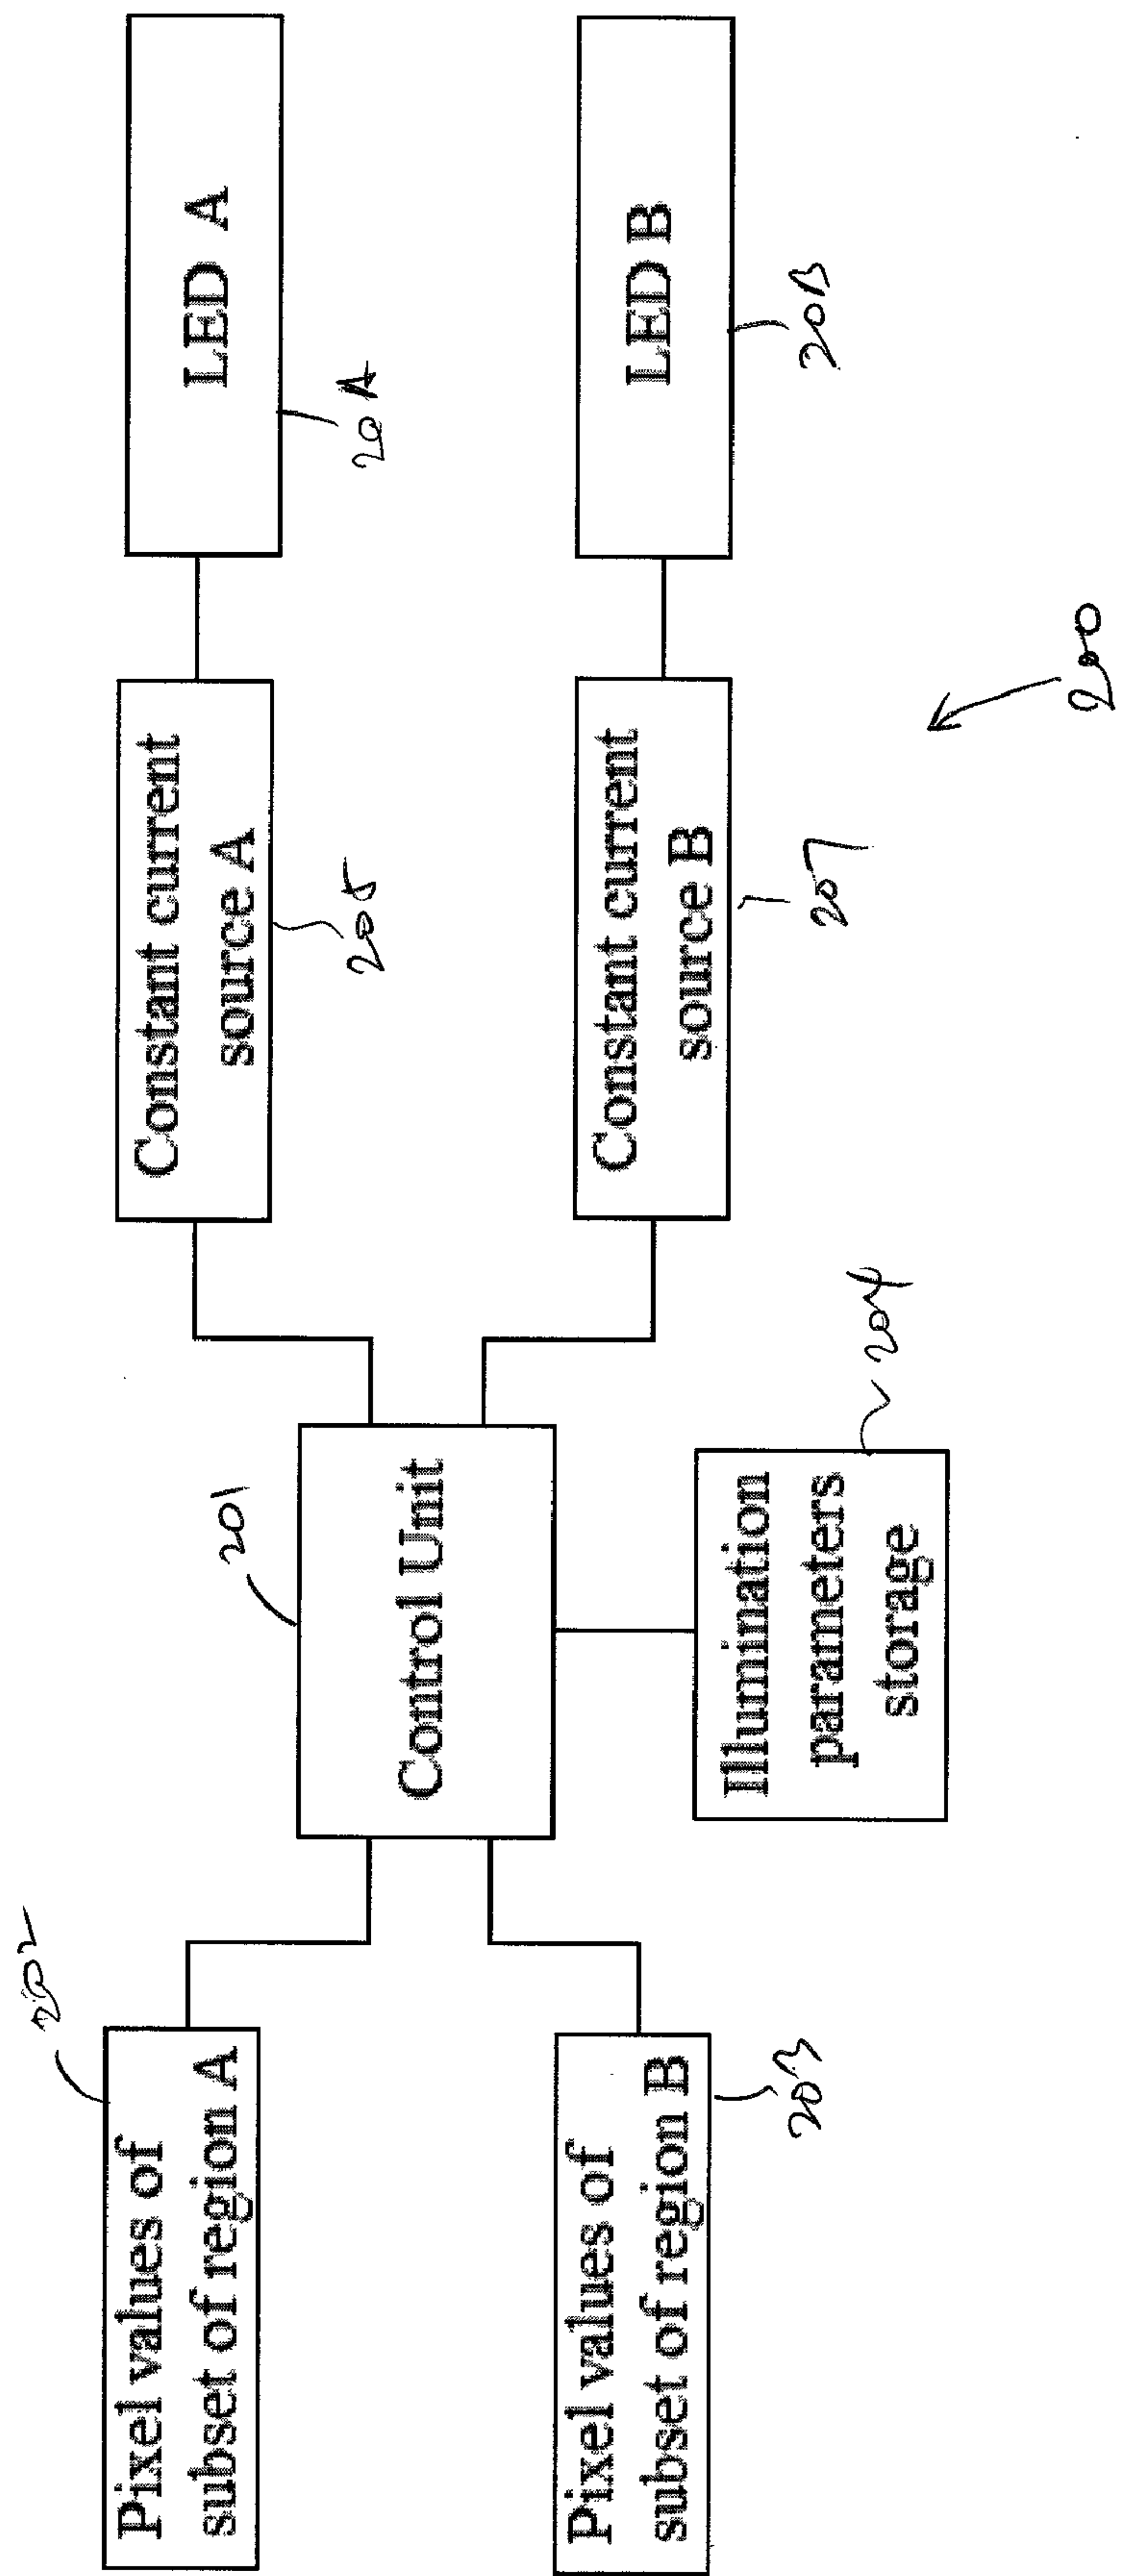 202
Pixel values of
subset of region A
Pixel values of
subset of region B
203
201
Control Unit
Illumination
parameters
storage
204
Constant current
source A
205
Constant current
source B
207
LED A
20A
LED B
20B
200